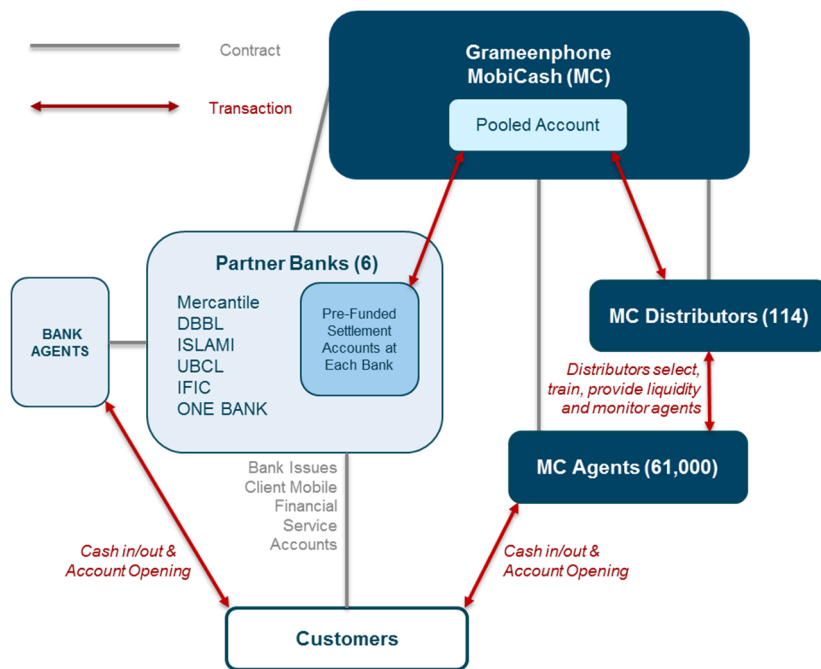 Contract
Transaction
Grameenphone
MobiCash (MC)
Pooled Account
Partner Banks (6)
Mercantile
DBBL
ISLAMI
UBCL
IFIC
ONE BANK
Pre-Funded
Settlement
Accounts at
Each Bank
BANK
AGENTS
MC Distributors (114)
Distributors select,
train, provide liquidity
and monitor agents
MC Agents (61,000)
Bank Issues
Client Mobile
Financial
Service
Accounts
Cash in/out &
Account Opening
Cash in/out &
Account Opening
Customers